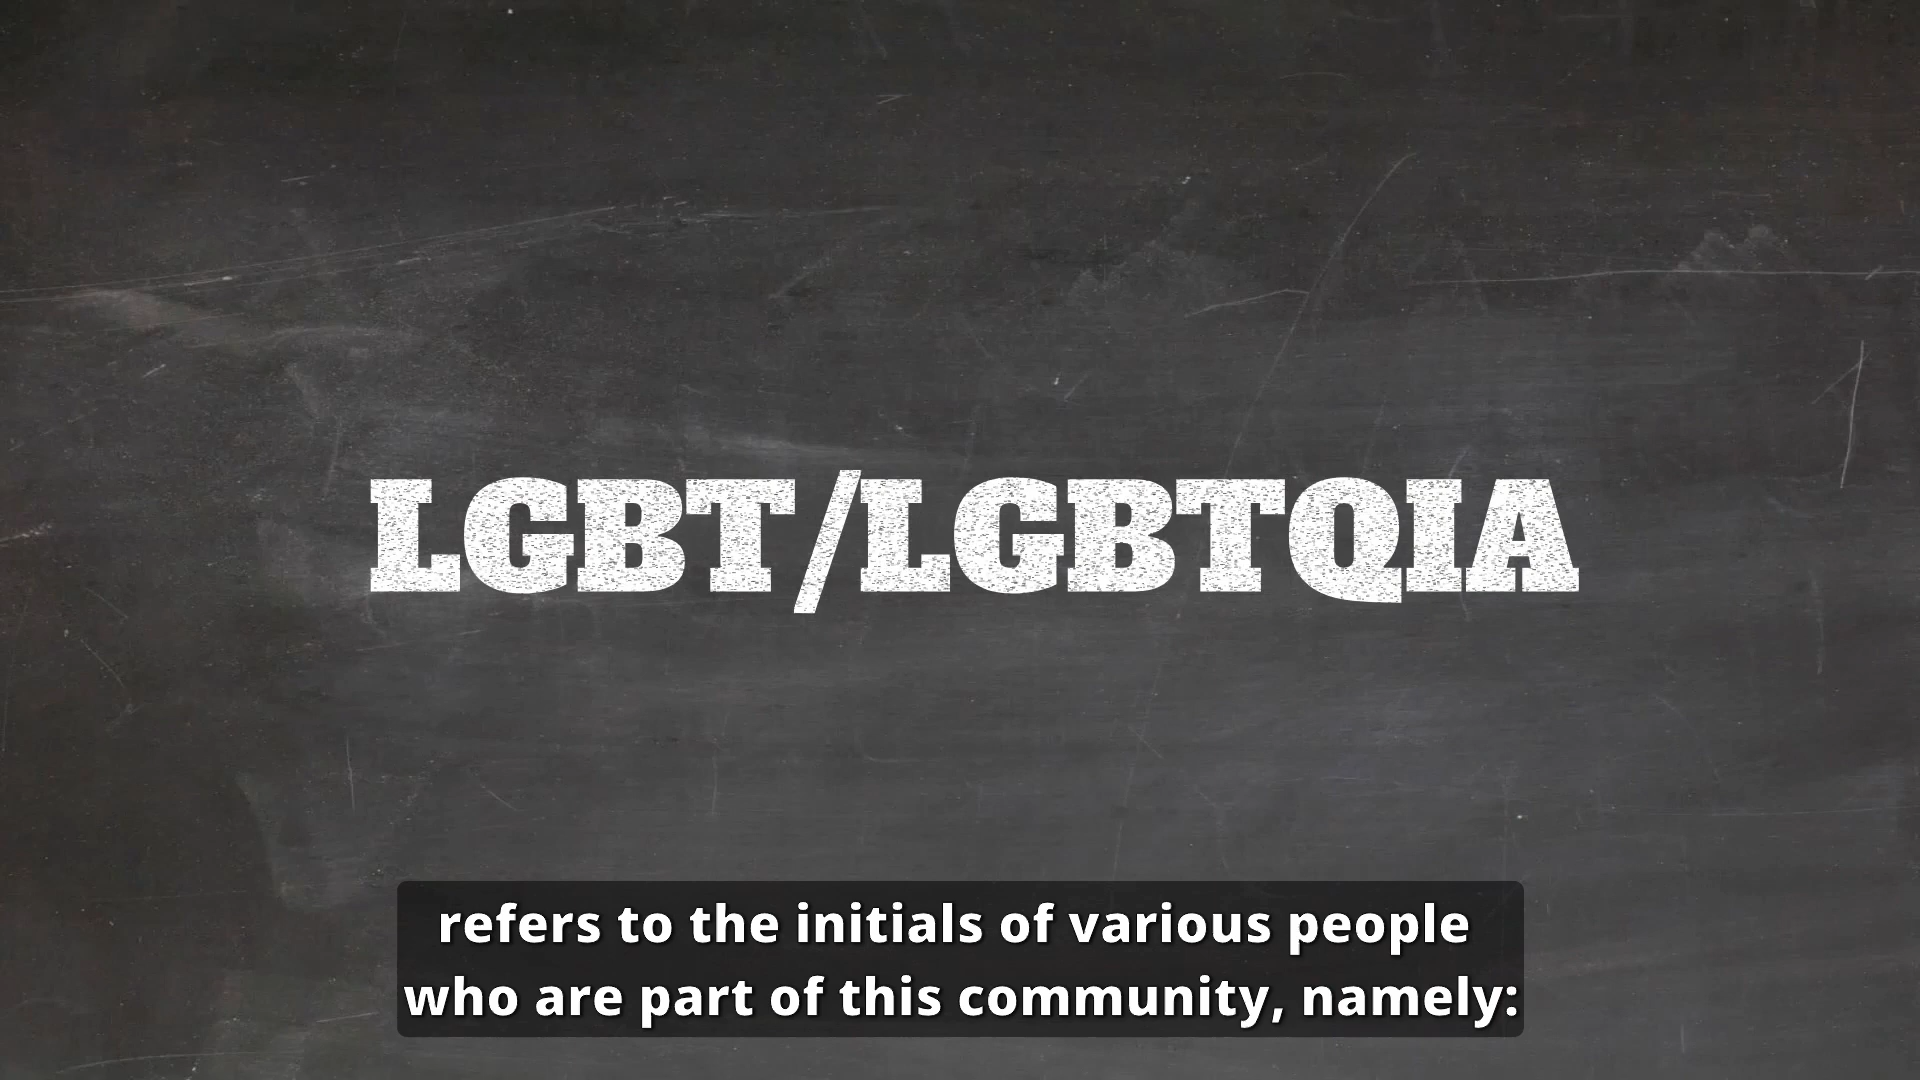 LGBT/LGBTQIA
refers to the initials of various people
who are part of this community, namely: